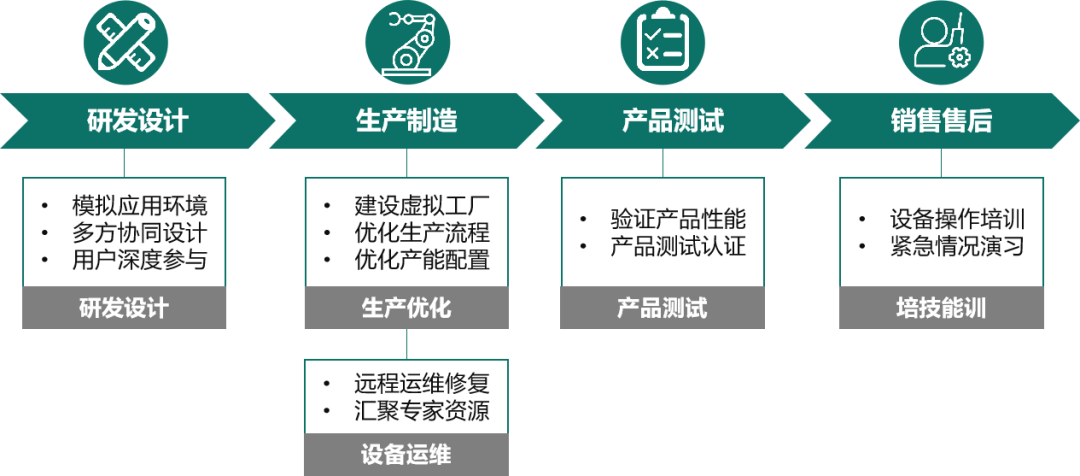 研发设计
生产制造
产品测试
销售售后
• 模拟应用环境
• 多方协同设计
• 用户深度参与
研发设计
• 建设虚拟工厂
• 优化生产流程
• 优化产能配置
生产优化
• 验证产品性能
• 产品测试认证
产品测试
• 设备操作培训
• 紧急情况演习
培技能训
• 远程运维修复
• 汇聚专家资源
设备运维